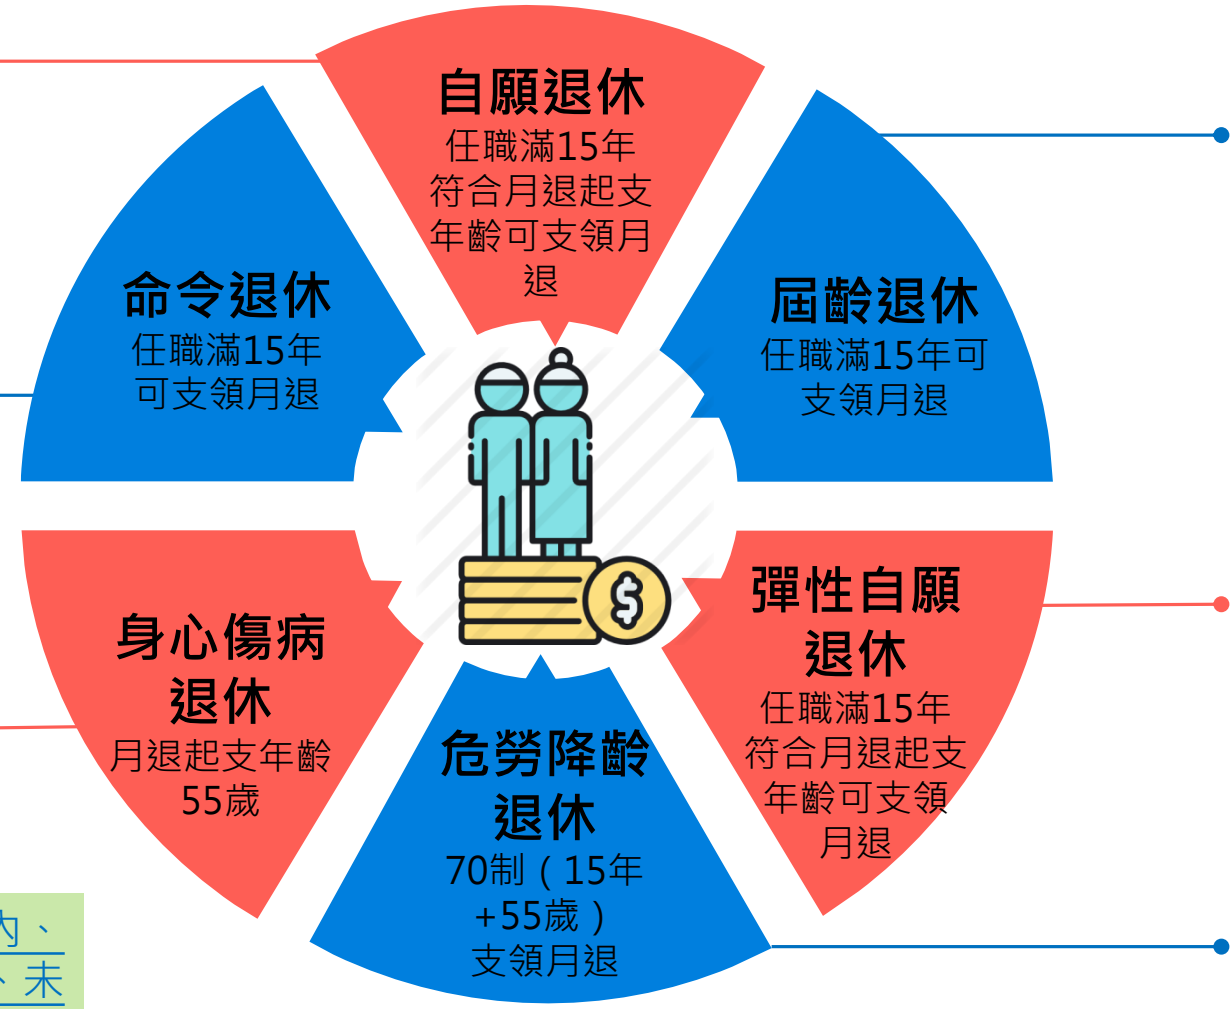 自願退休
任職滿15年
符合月退起支
年齡可支領月
退
命令退休
任職滿15年
可支領月退
屆齡退休
任職滿15年可
支領月退
身心傷病
退休
月退起支年齡
55歲
危勞降齡
退休
70制（15年
+55歲）
支領月退
彈性自願
退休
任職滿15年
符合月退起支
年齡可支領
月退
內、
、未